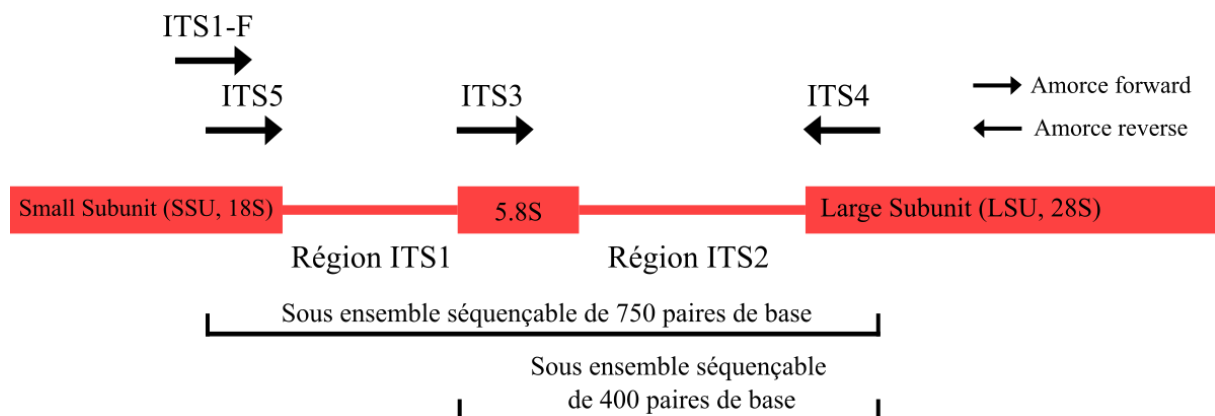 ITS1-F
ITS5
ITS3
ITS4
Amorce forward
Amorce reverse
Small Subunit (SSU, 18S)
5.8S
Large Subunit (LSU, 28S)
Région ITS1
Région ITS2
Sous ensemble séquençable de 750 paires de base
Sous ensemble séquençable
de 400 paires de base